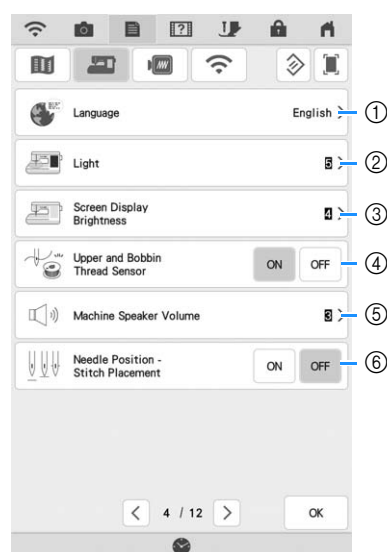 ?
Language
English >
①
Light
5 >
②
Screen Display
Brightness
4 >
③
Upper and Bobbin
Thread Sensor
ON
OFF
④
Machine Speaker Volume
3 >
⑤
Needle Position -
Stitch Placement
ON
OFF
⑥
< 4 / 12 >
OK